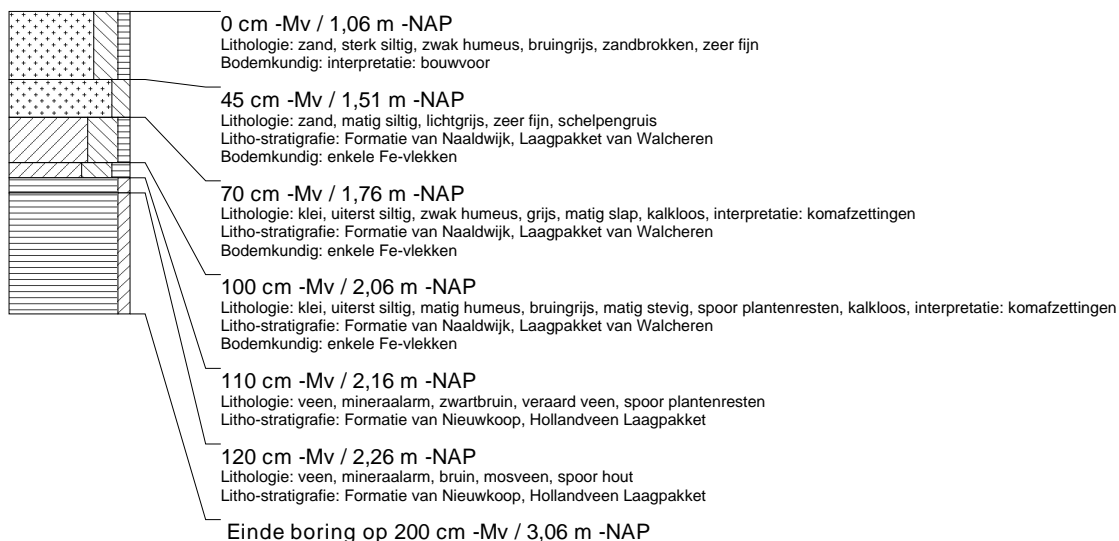 0 cm -Mv / 1,06 m -NAP
Lithologie: zand, sterk siltig, zwak humeus, bruingrijs, zandbrokken, zeer fijn
Bodemkundig: interpretatie: bouwvoor
45 cm -Mv / 1,51 m -NAP
Lithologie: zand, matig siltig, lichtgrijs, zeer fijn, schelpengruis
Litho-stratigrafie: Formatie van Naaldwijk, Laagpakket van Walcheren
Bodemkundig: enkele Fe-vlekken
70 cm -Mv / 1,76 m -NAP
Lithologie: klei, uiterst siltig, zwak humeus, grijs, matig slap, kalkloos, interpretatie: komafzettingen
Litho-stratigrafie: Formatie van Naaldwijk, Laagpakket van Walcheren
Bodemkundig: enkele Fe-vlekken
100 cm -Mv / 2,06 m -NAP
Lithologie: klei, uiterst siltig, matig humeus, bruingrijs, matig stevig, spoor plantenresten, kalkloos, interpretatie: komafzettingen
Litho-stratigrafie: Formatie van Naaldwijk, Laagpakket van Walcheren
Bodemkundig: enkele Fe-vlekken
110 cm -Mv / 2,16 m -NAP
Lithologie: veen, mineraalarm, zwartbruin, veraard veen, spoor plantenresten
Litho-stratigrafie: Formatie van Nieuwkoop, Hollandveen Laagpakket
120 cm -Mv / 2,26 m -NAP
Lithologie: veen, mineraalarm, bruin, mosveen, spoor hout
Litho-stratigrafie: Formatie van Nieuwkoop, Hollandveen Laagpakket
Einde boring op 200 cm -Mv / 3,06 m -NAP